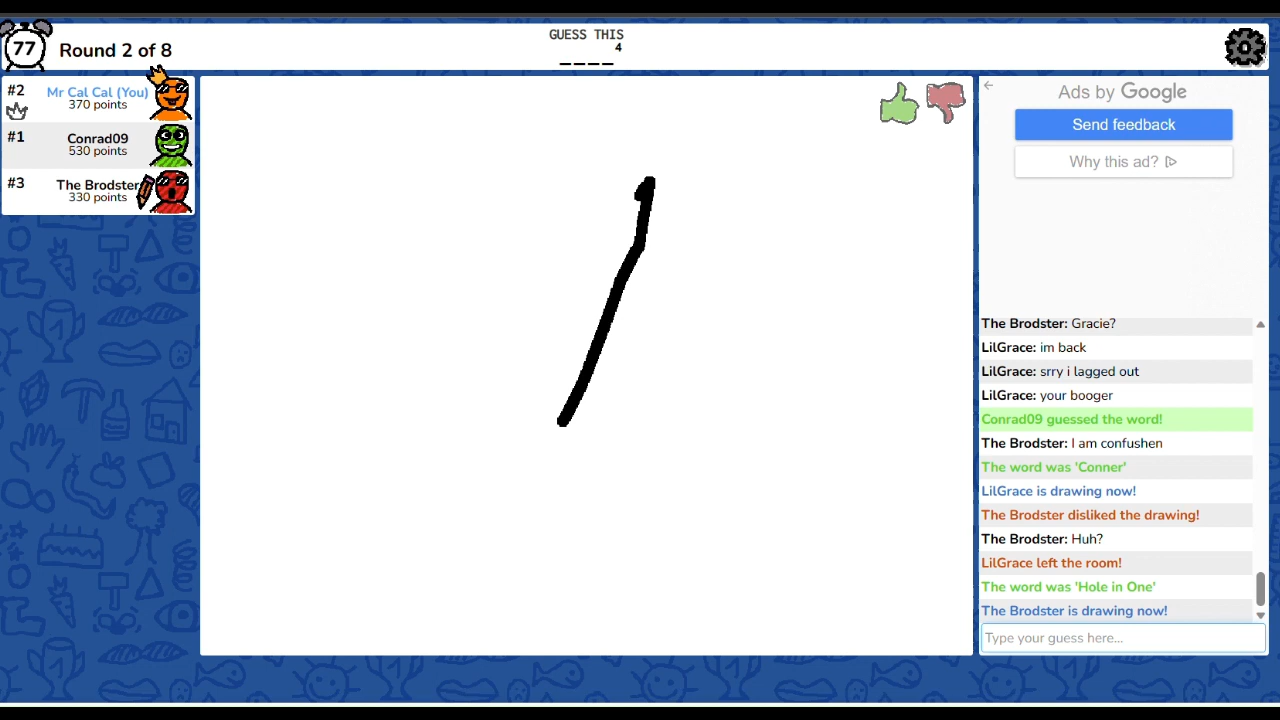 77
Round 2 of 8
GUESS THIS
4
____
#2
Mr Cal Cal (You)
370 points
#1
Conrad09
530 points
#3
The Brodster
330 points
Ads by Google
Send feedback
Why this ad?
The Brodster: Gracie?
LilGrace: im back
LilGrace: srry i lagged out
LilGrace: your booger
Conrad09 guessed the word!
The Brodster: I am confushen
The word was 'Conner'
LilGrace is drawing now!
The Brodster disliked the drawing!
The Brodster: Huh?
LilGrace left the room!
The word was 'Hole in One'
The Brodster is drawing now!
Type your guess here...